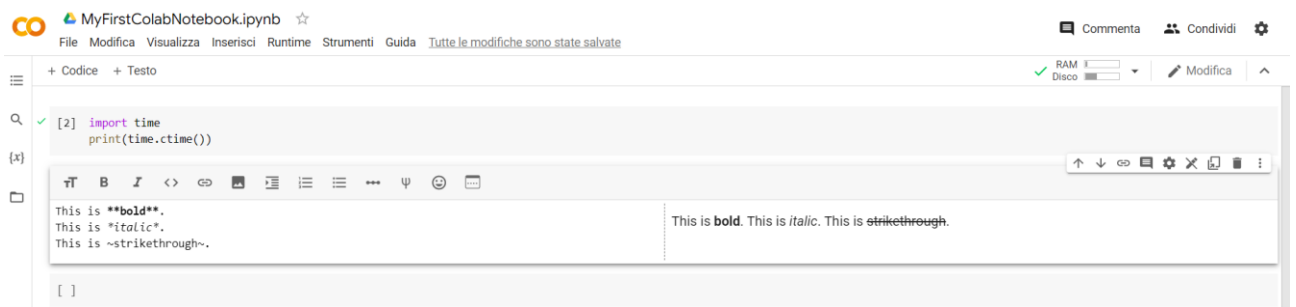 MyFirstColabNotebook.ipynb
File Modifica Visualizza Inserisci Runtime Strumenti Guida Tutte le modifiche sono state salvate
Commenta Condividi
+ Codice + Testo
RAM
Disco
Modifica
{x}
[2] import time
print(time.ctime())
This is **bold**.
This is *italic*.
This is ~strikethrough~.
This is bold. This is italic. This is strikethrough.
[ ]